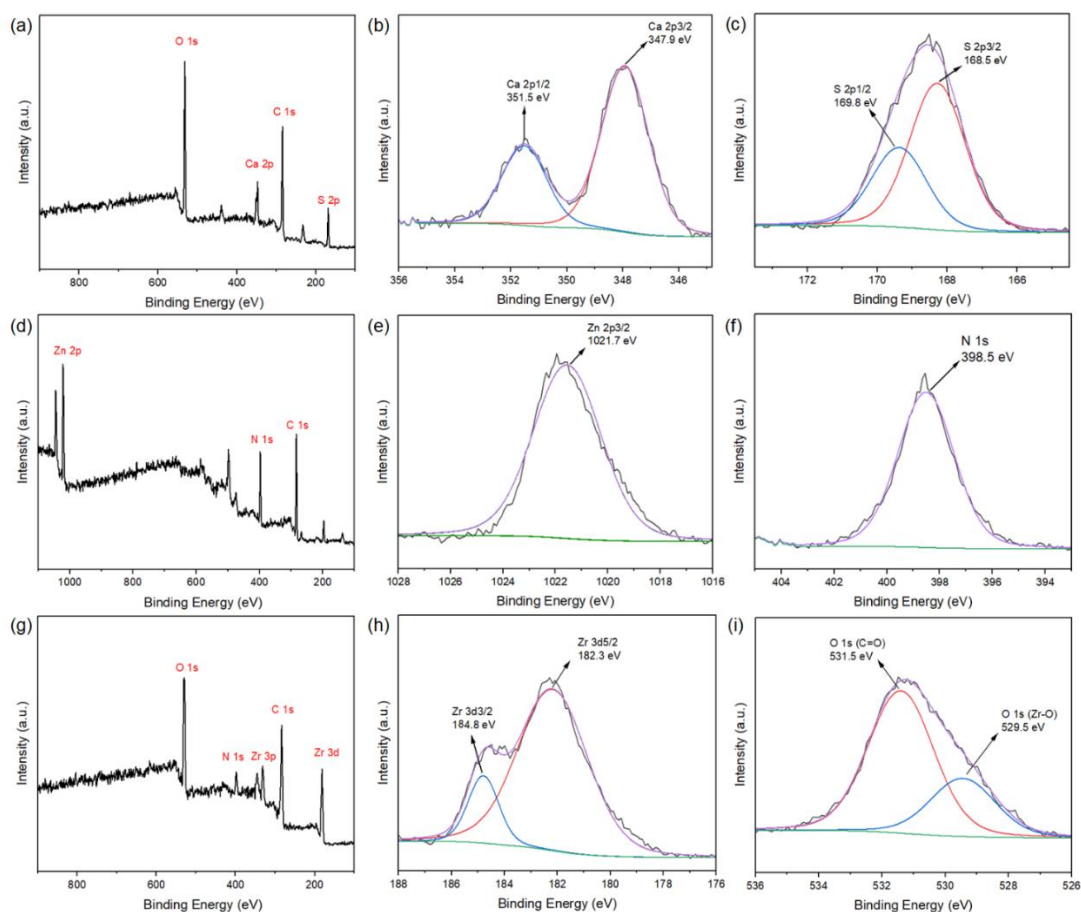 (a)
O 1s
C 1s
Ca 2p
S 2p
Intensity (a.u.)
600 400 200
800
Binding Energy (eV)
(b)
Ca 2p3/2
347.9 eV
Ca 2p1/2
351.5 eV
Intensity (a.u.)
356 354 352 350 348 346
Binding Energy (eV)
(c)
S 2p3/2
168.5 eV
S 2p1/2
169.8 eV
Intensity (a.u.)
172 170 168 166
Binding Energy (eV)
(d)
Zn 2p
N 1s
C 1s
Intensity (a.u.)
1000 800 600 400 200
Binding Energy (eV)
(e)
Zn 2p3/2
1021.7 eV
Intensity (a.u.)
1028 1026 1024 1022 1020 1018 1016
Binding Energy (eV)
(f)
N 1s
398.5 eV
Intensity (a.u.)
404 402 400 398 396 394
Binding Energy (eV)
(g)
O 1s
C 1s
N 1s
Zr 3p
Zr 3d
Intensity (a.u.)
800 600 400 200
Binding Energy (eV)
(h)
Zr 3d5/2
182.3 eV
Zr 3d3/2
184.8 eV
Intensity (a.u.)
188 186 184 182 180 178 176
Binding Energy (eV)
(i)
O 1s (C=O)
531.5 eV
O 1s (Zr-O)
529.5 eV
Intensity (a.u.)
536 534 532 530 528 526
Binding Energy (eV)